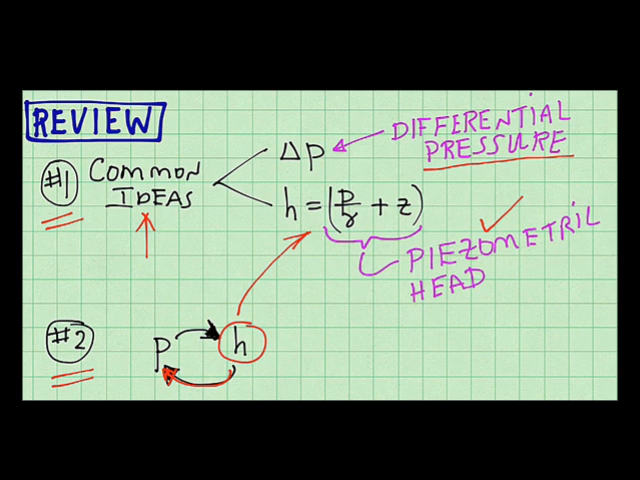 REVIEW
#1 COMMON
IDEAS
Δp
DIFFERENTIAL
PRESSURE
h = (p/γ + z)
PIEZOMETRIL
HEAD
#2
p h